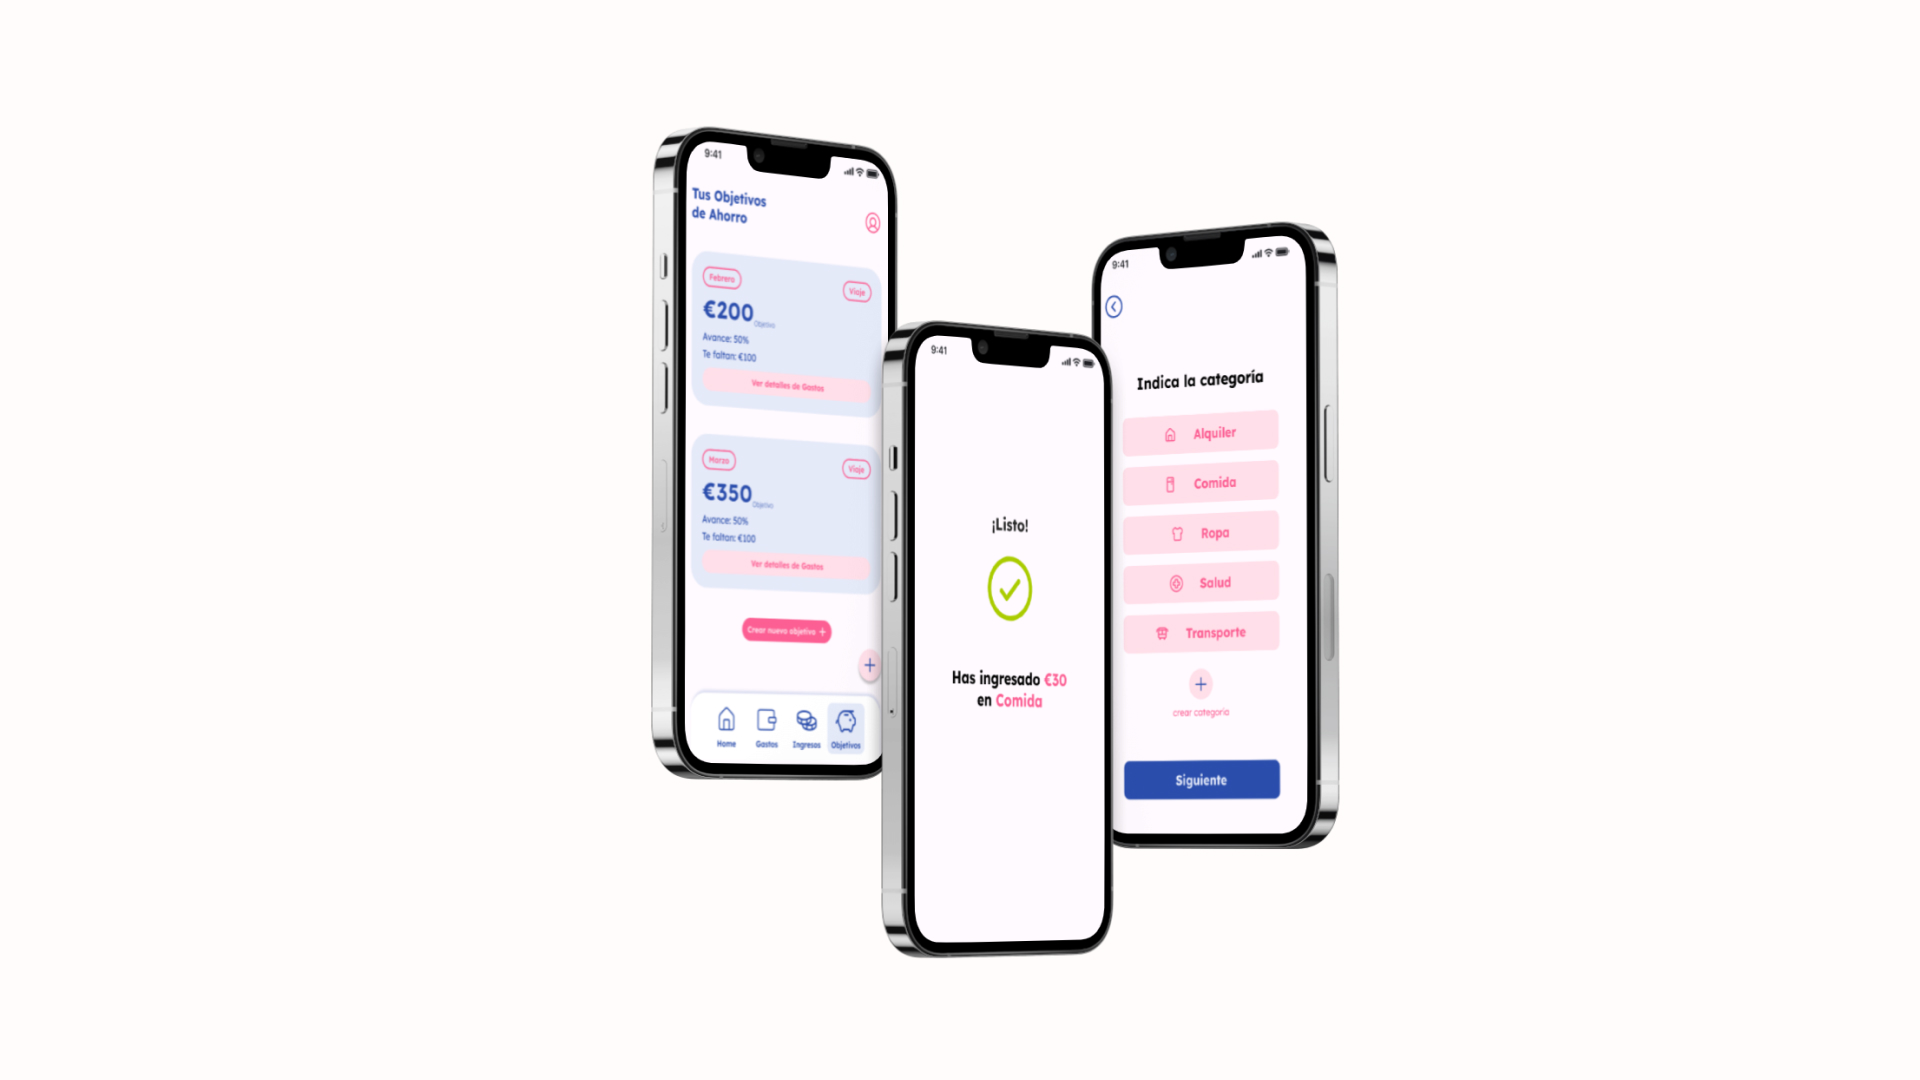 9:41
Tus Objetivos
de Ahorro
Febrero
Viaje
€200
Objetivo
Avance: 50%
Te faltan: €100
Ver detalles de Gastos
Marzo
Viaje
€350
Objetivo
Avance: 50%
Te faltan: €100
Ver detalles de Gastos
Crear nuevo objetivo +
+
Home
Gastos
Ingresos
Objetivos
9:41
¡Listo!
Has ingresado €30
en Comida
9:41
Indica la categoría
Alquiler
Comida
Ropa
Salud
Transporte
+
crear categoría
Siguiente